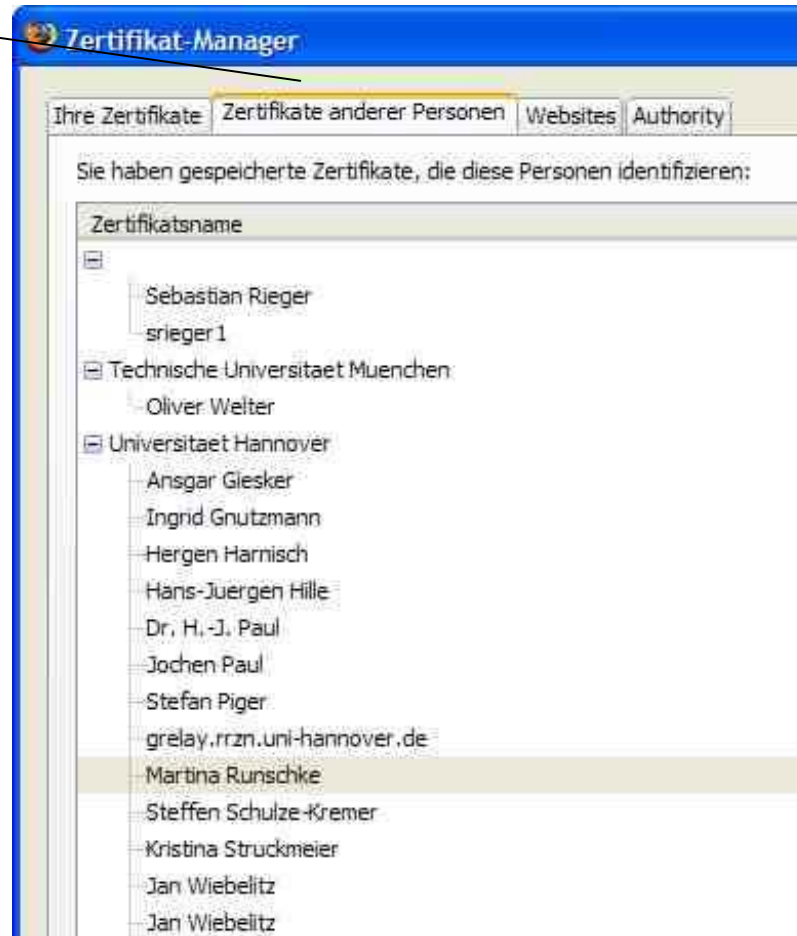 Zertifikat-Manager
Ihre Zertifikate Zertifikate anderer Personen Websites Authority
Sie haben gespeicherte Zertifikate, die diese Personen identifizieren:
Zertifikatsname
Sebastian Rieger
srieger1
Technische Universitaet Muenchen
Oliver Welter
Universitaet Hannover
Ansgar Giesker
Ingrid Gnutzmann
Hergen Harnisch
Hans-Juergen Hille
Dr. H.-J. Paul
Jochen Paul
Stefan Piger
grelay.rrzn.uni-hannover.de
Martina Runschke
Steffen Schulze-Kremer
Kristina Struckmeier
Jan Wiebelitz
Jan Wiebelitz